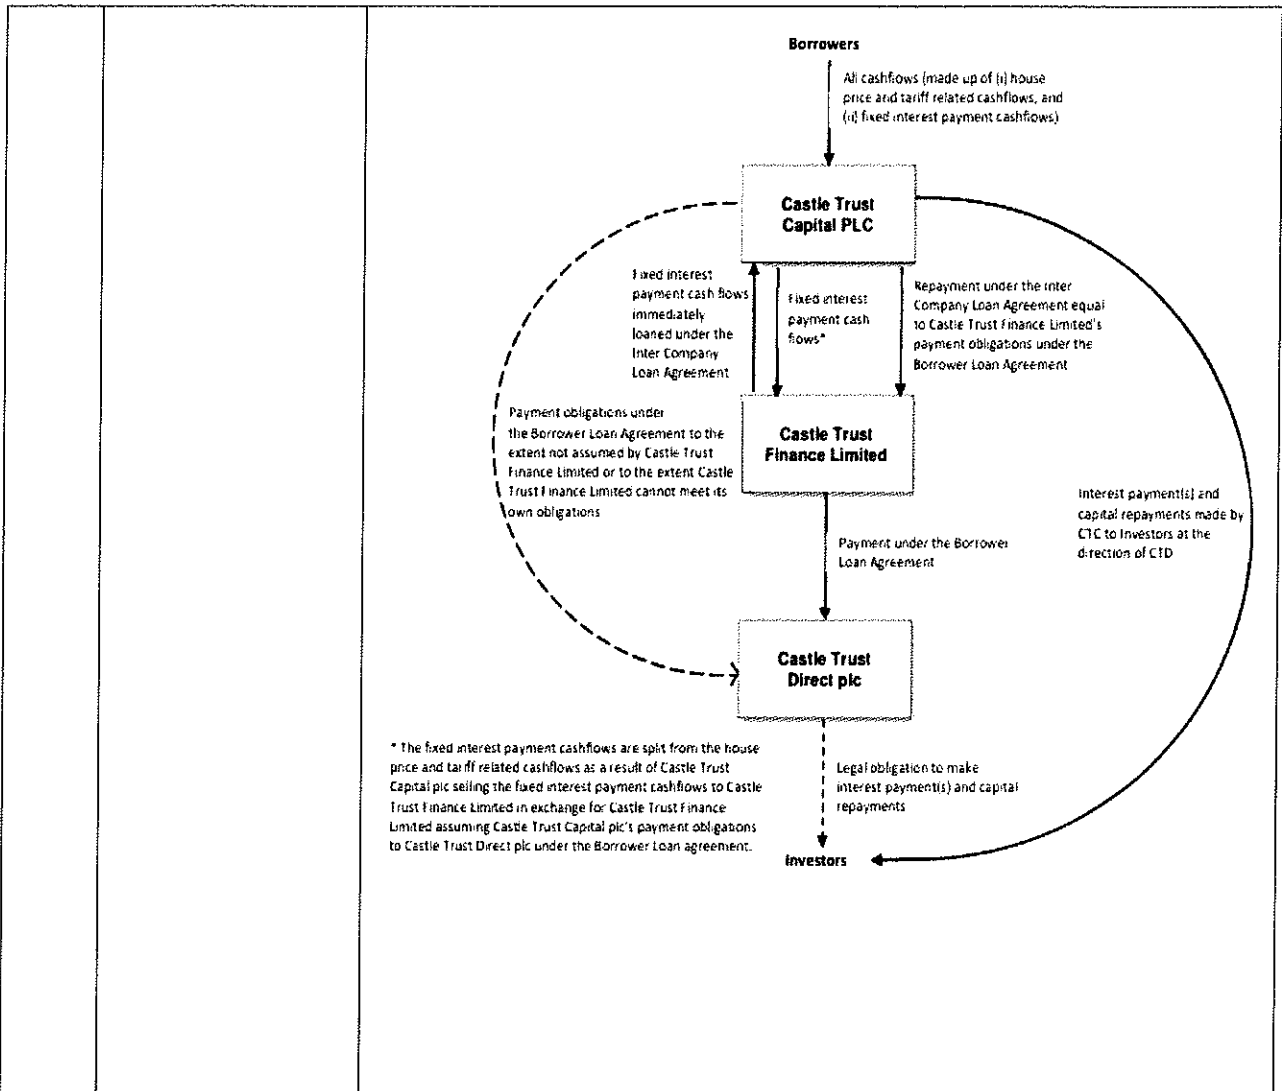 Borrowers
All cashflows (made up of (i) house
price and tariff related cashflows, and
(ii) fixed interest payment cashflows)
Castle Trust
Capital PLC
Fixed interest
payment cash flows
immediately
loaned under the
Inter Company
Loan Agreement
Fixed interest
payment cash
flows*
Repayment under the Inter
Company Loan Agreement equal
to Castle Trust Finance Limited's
payment obligations under the
Borrower Loan Agreement
Payment obligations under
the Borrower Loan Agreement to the
extent not assumed by Castle Trust
Finance Limited or to the extent Castle
Trust Finance Limited cannot meet its
own obligations
Castle Trust
Finance Limited
Interest payment(s) and
capital repayments made by
CTC to Investors at the
direction of CTD
Payment under the Borrower
Loan Agreement
Castle Trust
Direct plc
* The fixed interest payment cashflows are split from the house
price and tariff related cashflows as a result of Castle Trust
Capital plc selling the fixed interest payment cashflows to Castle
Trust Finance Limited in exchange for Castle Trust Finance
Limited assuming Castle Trust Capital plc's payment obligations
to Castle Trust Direct plc under the Borrower Loan agreement.
Legal obligation to make
interest payment(s) and capital
repayments
Investors